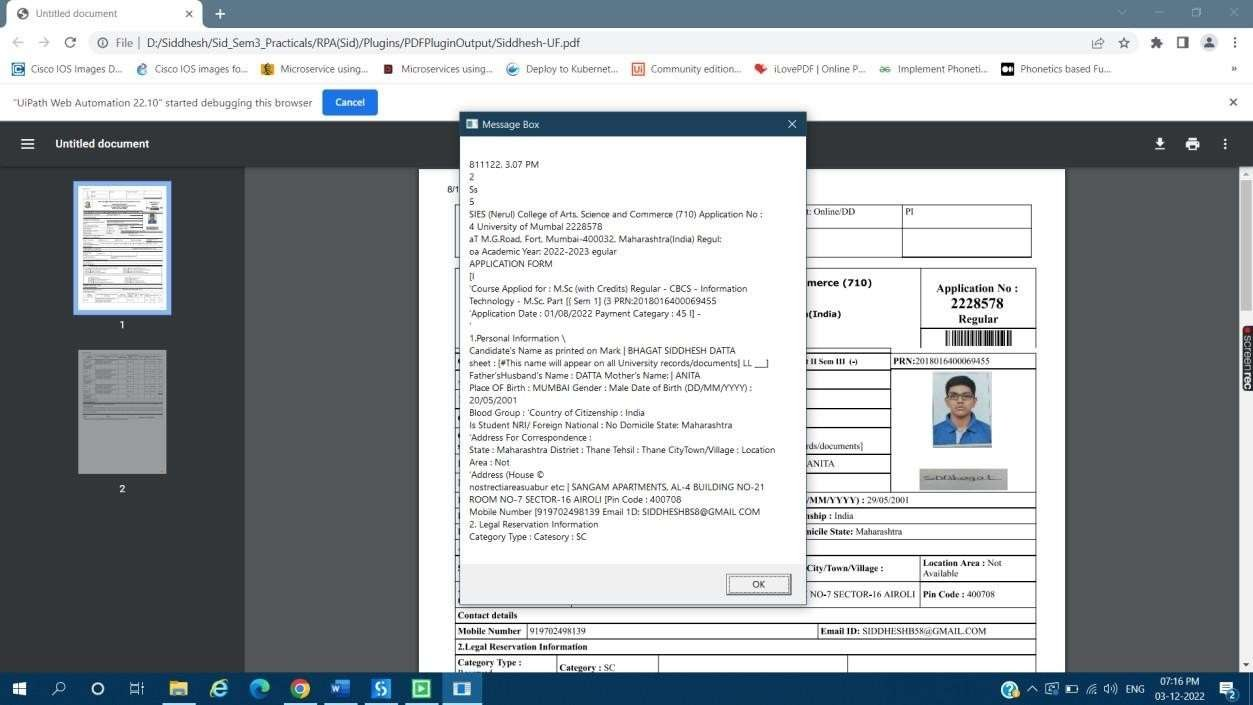 Untitled document
File
D:/Siddhesh/Sid_Sem3_Practicals/RPA(Sid)/Plugins/PDFPluginOutput/Siddhesh-UF.pdf
Cisco IOS Images D...
Cisco IOS images fo...
Microservice using...
Microservices using...
Deploy to Kubernet...
Community edition...
iLovePDF | Online P...
Implement Phoneti...
Phonetics based Fu...
"UiPath Web Automation 22.10" started debugging this browser
Cancel
Untitled document
1
2
Message Box
811122. 3.07 PM
2
Ss
5
SIES (Nerul) College of Arts. Science and Commerce (710) Application No :
4 University of Mumbal 2228578
aT M.G.Road, Fort, Mumbai-400032, Maharashtra(India) Regul:
oa Academic Year: 2022-2023 egular
APPLICATION FORM
[I
'Course Appliod for : M.Sc (with Credits) Regular - CBCS - Information
Technology - M.Sc. Part [( Sem 1] (3 PRN:2018016400069455
'Application Date : 01/08/2022 Payment Category : 45 I] -
'
1.Personal Information \
Candidate's Name as printed on Mark | BHAGAT SIDDHESH DATTA
sheet : [#This name will appear on all University records/documents] LL ___]
Father'sHusband's Name : DATTA Mother's Name: | ANITA
Place OF Birth : MUMBAI Gender : Male Date of Birth (DD/MM/YYYY) :
20/05/2001
Blood Group : 'Country of Citizenship : India
Is Student NRI/ Foreign National : No Domicile State: Maharashtra
'Address For Correspondence :
State : Maharashtra District : Thane Tehsil : Thane CityTown/Village : Location
Area : Not
'Address (House ©
nostrectiareasuabur etc: | SANGAM APARTMENTS, AL-4 BUILDING NO-21
ROOM NO-7 SECTOR-16 AIROLI [Pin Code : 400708
Mobile Number [919702498139 Email 1D: SIDDHESHBS8@GMAIL COM
2. Legal Reservation Information
Category Type : Catesory : SC
OK
8/1
t: Online/DD
PI
merce (710)
(India)
Application No :
2228578
Regular
t II Sem III (-)
PRN:2018016400069455
rds/documents]
ANITA
/MM/YYYY) : 29/05/2001
nship : India
micile State: Maharashtra
City/Town/Village :
Location Area : Not
Available
NO-7 SECTOR-16 AIROLI
Pin Code : 400708
Contact details
Mobile Number
919702498139
Email ID: SIDDHESHB58@GMAIL.COM
2.Legal Reservation Information
Category Type :
Category : SC
screenrec
ENG
07:16 PM
03-12-2022
2